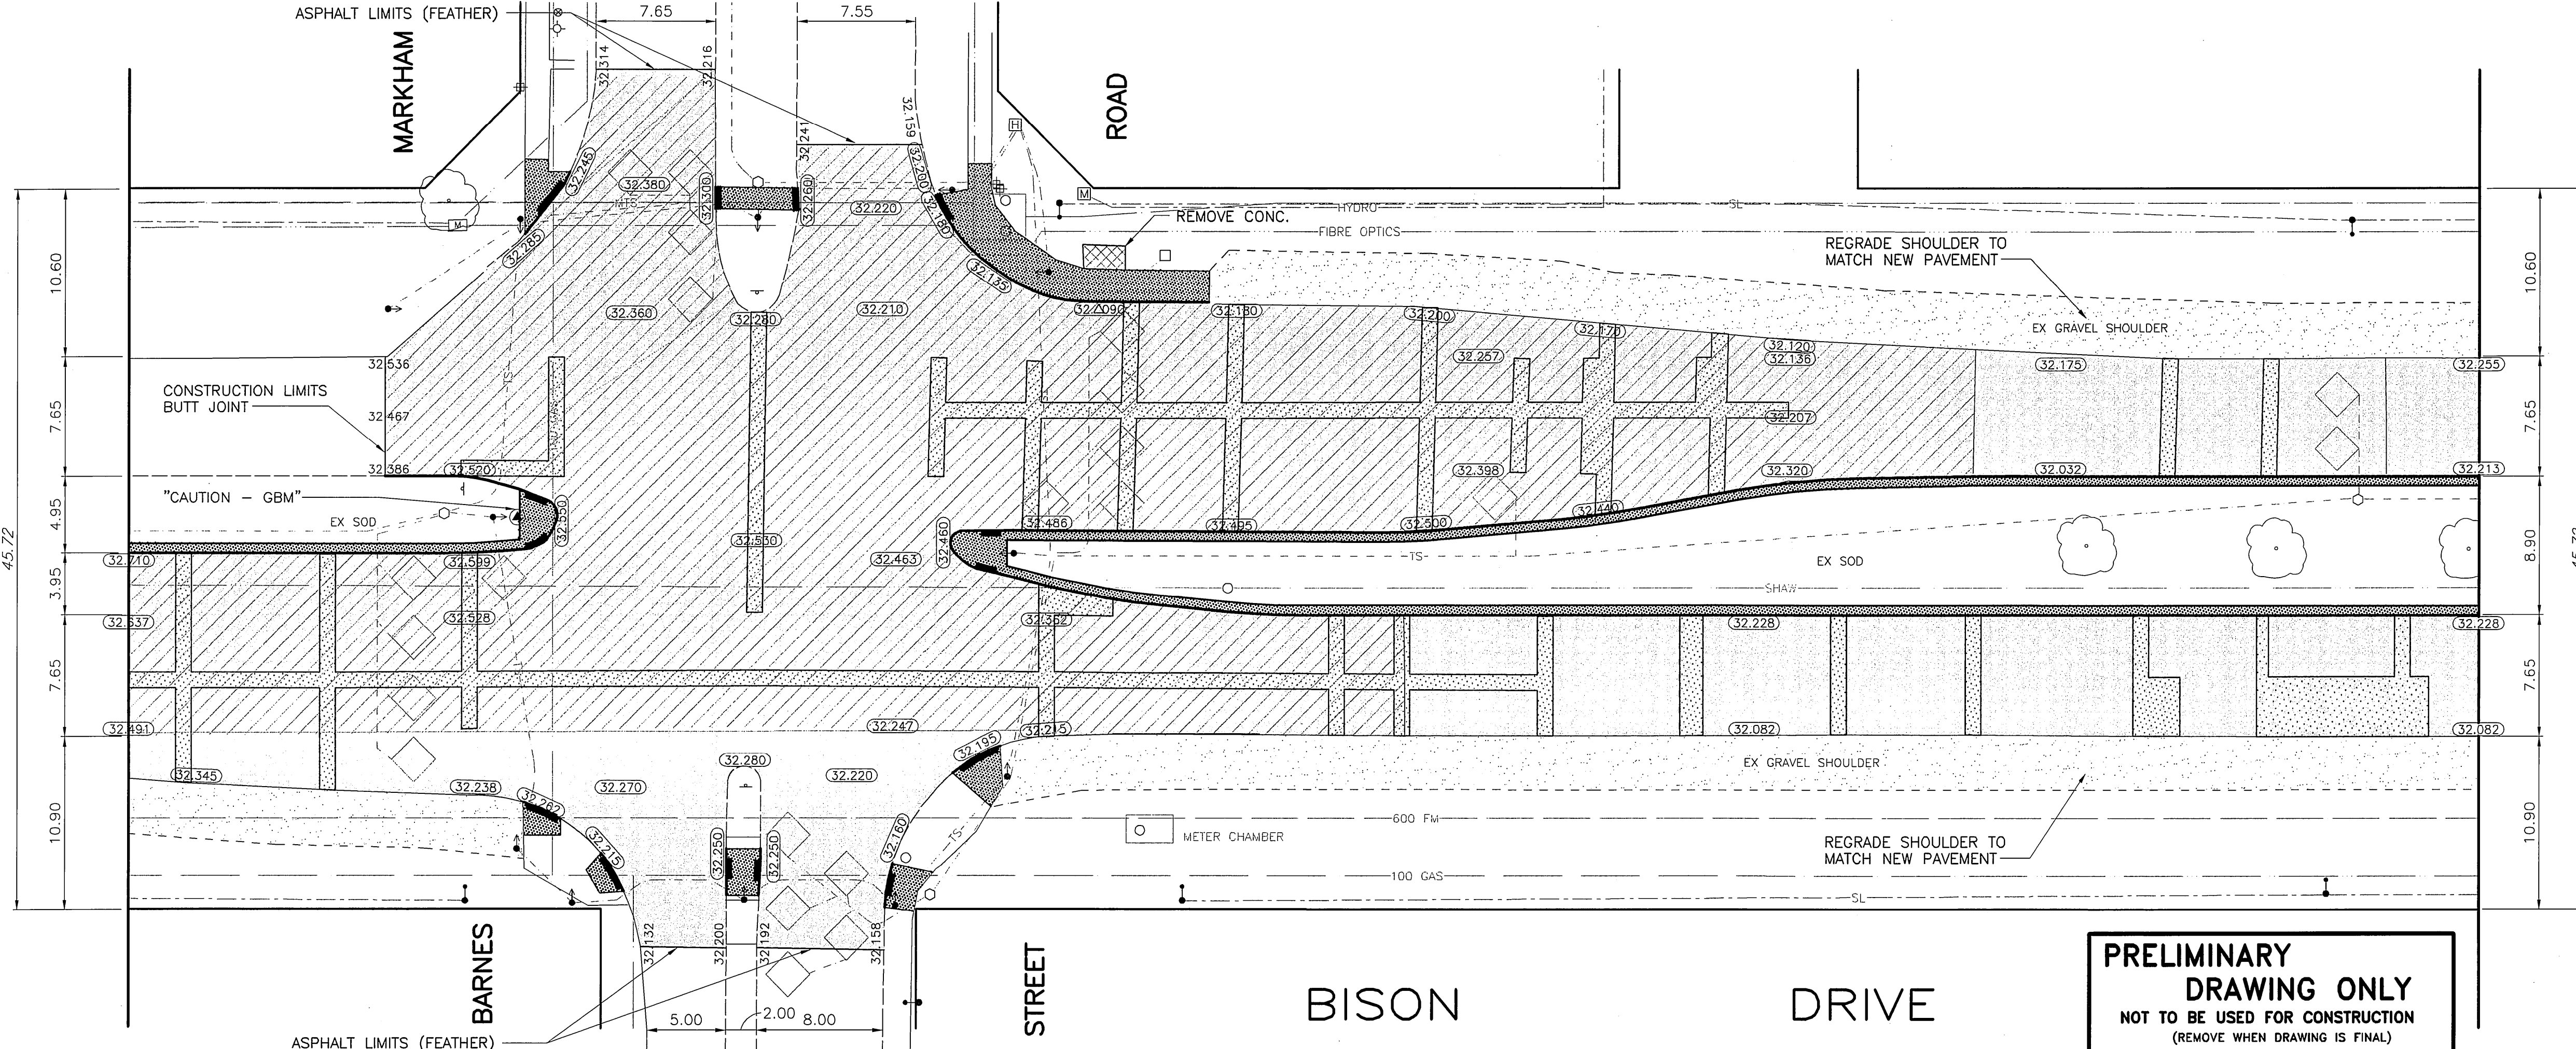 ASPHALT LIMITS (FEATHER)
7.65
7.55
MARKHAM
ROAD
32.314
32.216
32.241
32.159
32.245
32.285
32.380
MTS
32.300
32.260
32.220
32.200
32.180
32.135
H
M
M
REMOVE CONC.
HYDRO
SL
FIBRE OPTICS
REGRADE SHOULDER TO
MATCH NEW PAVEMENT
EX GRAVEL SHOULDER
10.60
10.60
32.360
32.280
32.210
32.090
32.180
32.200
32.170
32.257
32.120
32.136
32.175
32.255
32.536
32.467
32.386
CONSTRUCTION LIMITS
BUTT JOINT
7.65
7.65
32.207
32.520
32.398
32.320
32.032
32.213
"CAUTION - GBM"
EX SOD
4.95
32.550
32.530
32.463
32.460
32.486
32.495
32.500
32.440
TS
EX SOD
SHAW
8.90
45.72
32.710
32.599
3.95
32.637
32.528
32.362
32.228
32.228
7.65
7.65
32.491
32.247
32.215
32.195
32.082
32.082
32.345
32.238
32.262
32.270
32.280
32.220
EX GRAVEL SHOULDER
10.90
10.90
32.215
32.250
32.250
32.160
TS
METER CHAMBER
600 FM
REGRADE SHOULDER TO
MATCH NEW PAVEMENT
100 GAS
SL
BARNES
STREET
32.132
32.200
32.192
32.158
5.00
2.00
8.00
ASPHALT LIMITS (FEATHER)
BISON DRIVE
PRELIMINARY
DRAWING ONLY
NOT TO BE USED FOR CONSTRUCTION
(REMOVE WHEN DRAWING IS FINAL)